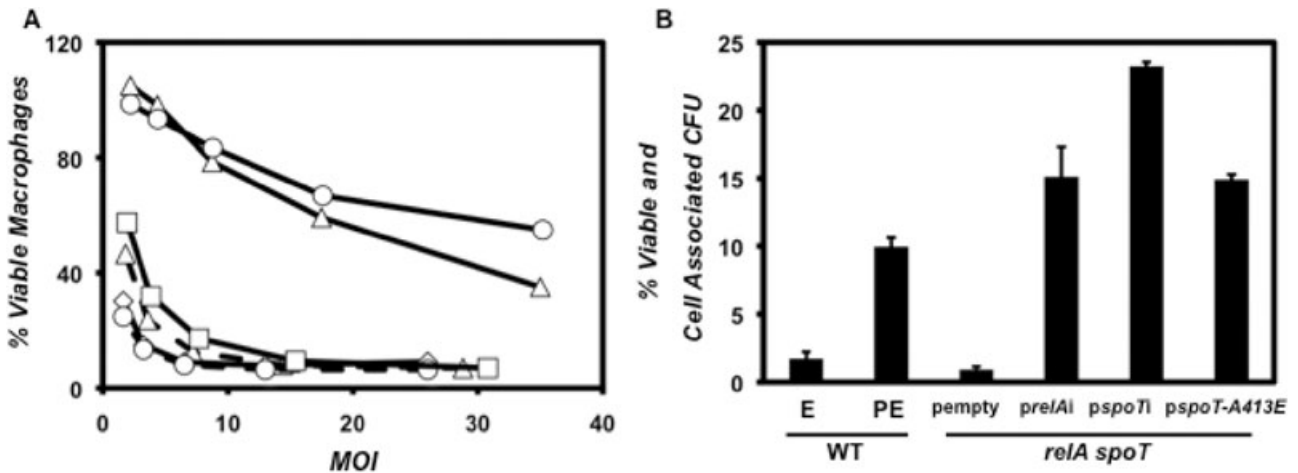 A
120
80
40
0
% Viable Macrophages
0 10 20 30 40
MOI
B
25
20
15
10
5
0
% Viable and
Cell Associated CFU
E PE pempty prelAi pspoTi pspoT-A413E
WT relA spoT